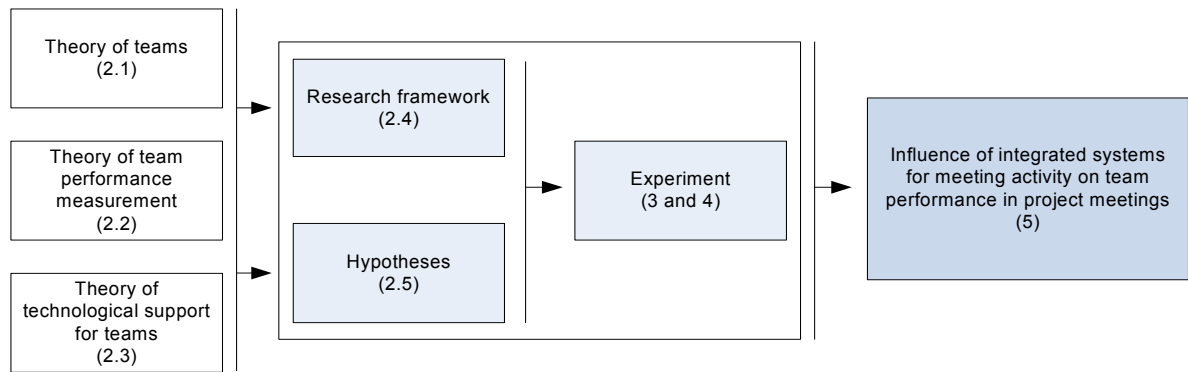 Theory of teams
(2.1)
Theory of team
performance
measurement
(2.2)
Theory of
technological support
for teams
(2.3)
Research framework
(2.4)
Hypotheses
(2.5)
Experiment
(3 and 4)
Influence of integrated systems
for meeting activity on team
performance in project meetings
(5)